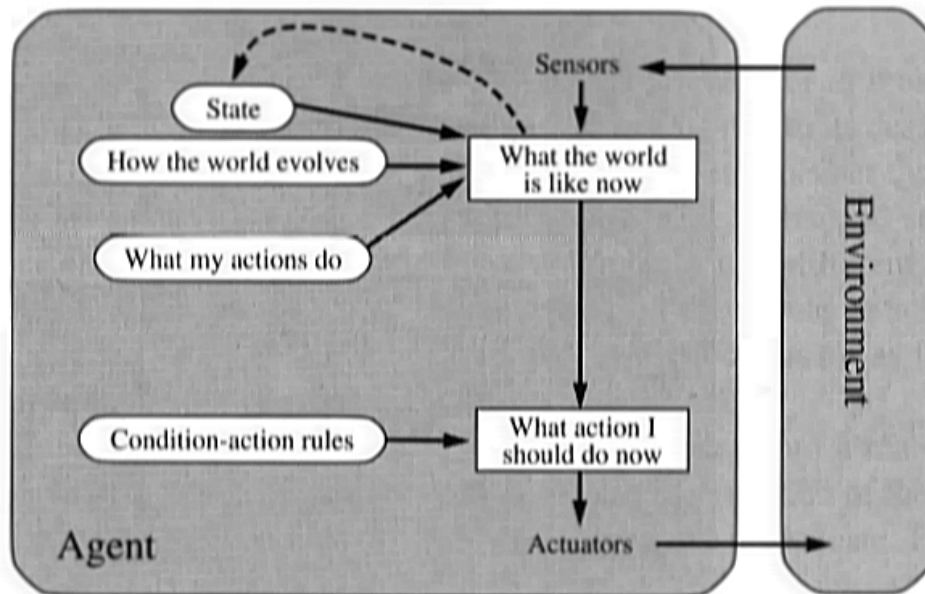 Sensors
State
What the world
is like now
How the world evolves
What my actions do
Condition-action rules
What action I
should do now
Agent
Actuators
Environment